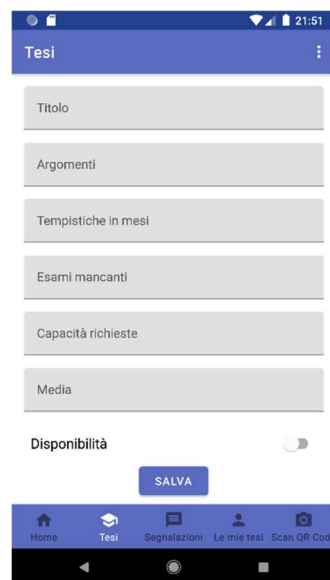 21:51
Tesi
Titolo
Argomenti
Tempistiche in mesi
Esami mancanti
Capacità richieste
Media
Disponibilità
SALVA
Home Tesi Segnalazioni Le mie tesi Scan QR Cod